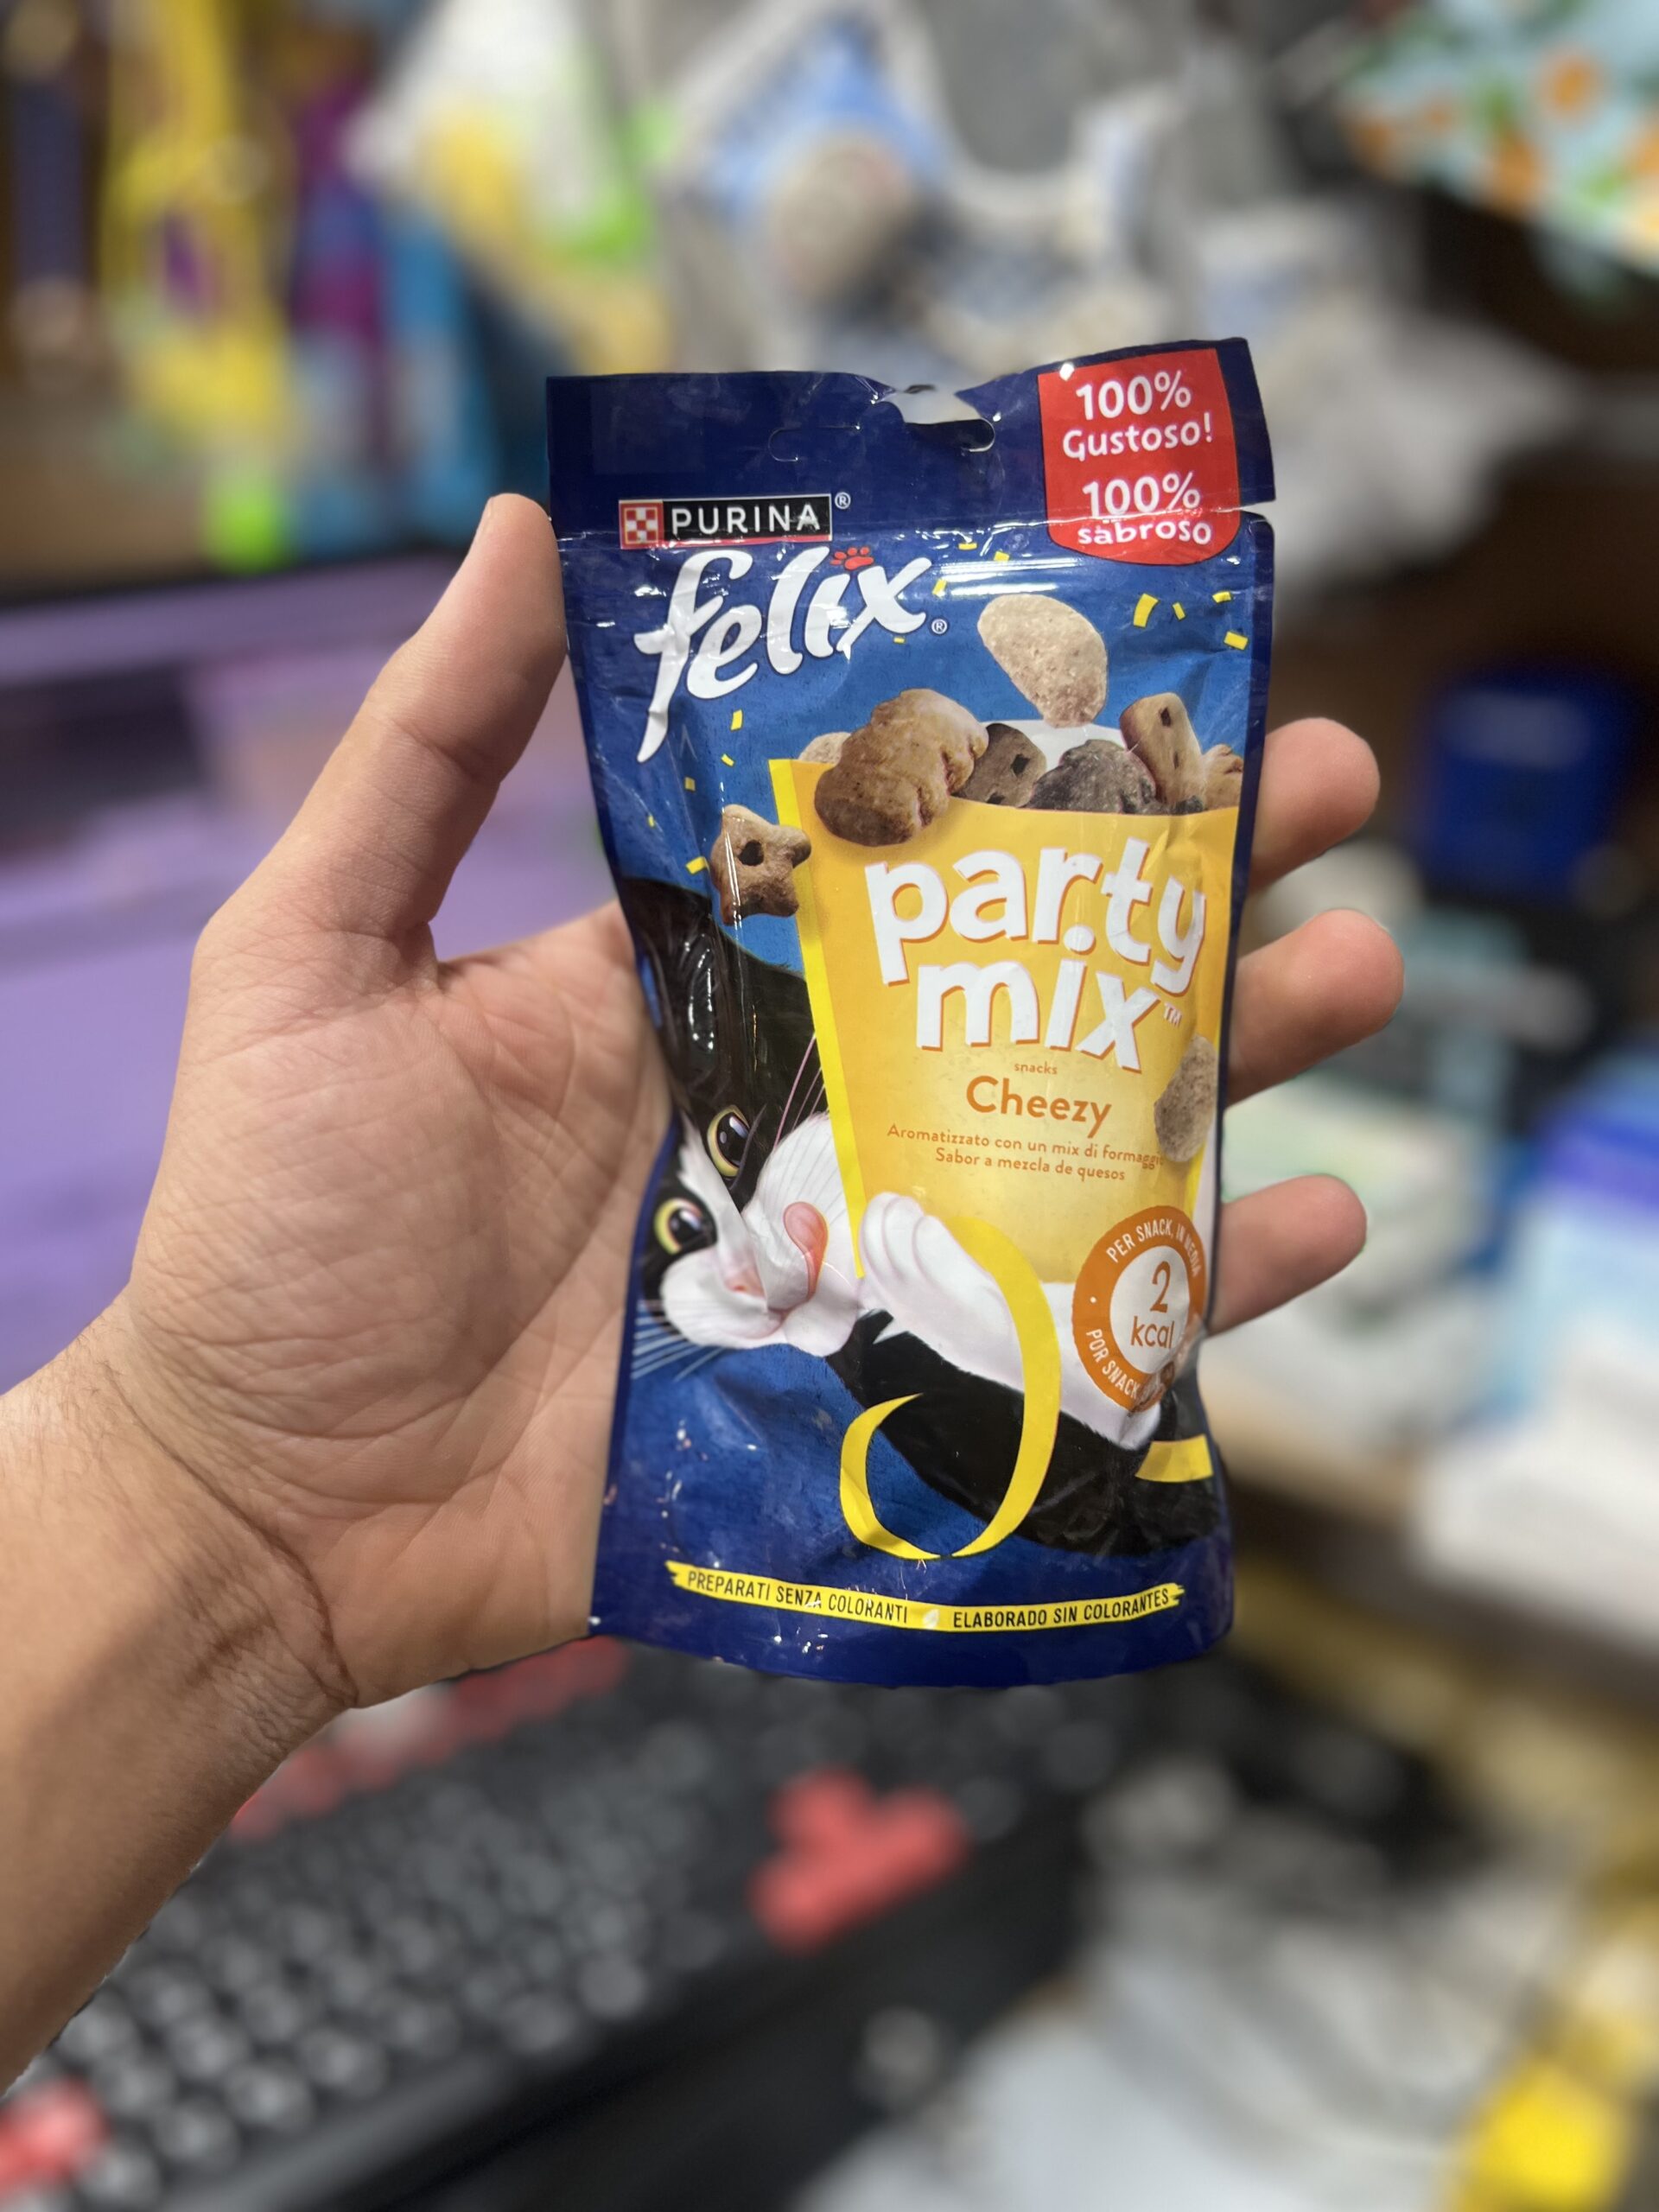 100%
Gustoso!
100%
sabroso
PURINA®
felix®
party
mix™
snacks
Cheezy
Aromatizzato con un mix di formaggi
Sabor a mezcla de quesos
PER SNACK, IN MEDIA
2
kcal
POR SNACK
PREPARATI SENZA COLORANTI
ELABORADO SIN COLORANTES